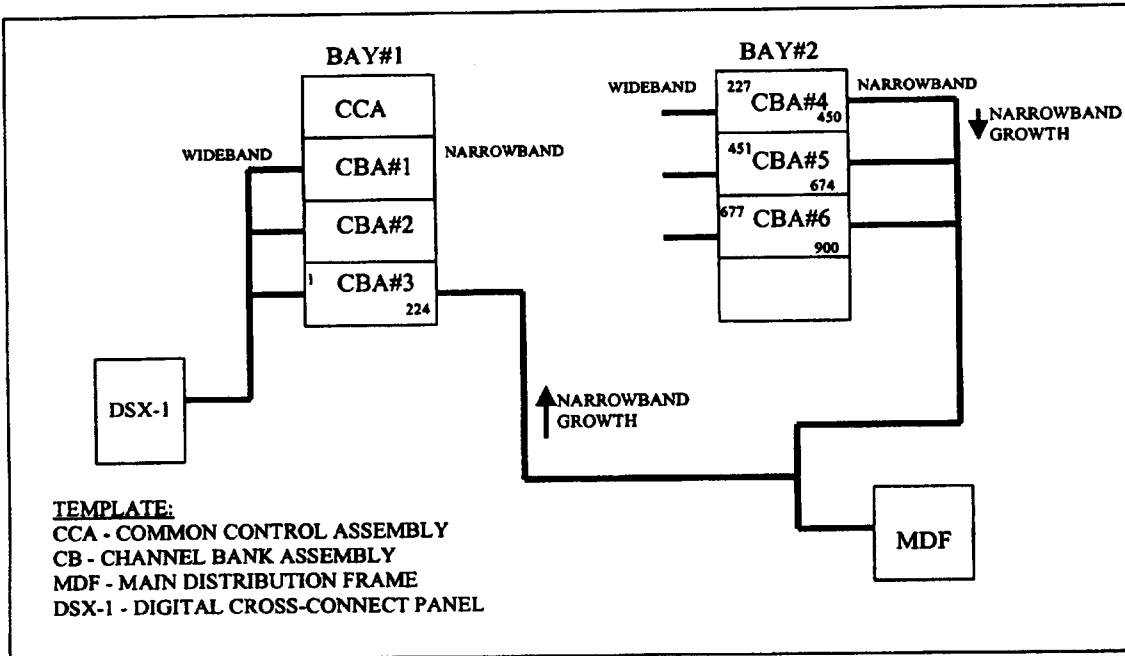 BAY#1
CCA
WIDEBAND
NARROWBAND
CBA#1
CBA#2
1
CBA#3
224
DSX-1
NARROWBAND
GROWTH
BAY#2
WIDEBAND
227
CBA#4
450
NARROWBAND
NARROWBAND
GROWTH
451
CBA#5
674
677
CBA#6
900
MDF
TEMPLATE:
CCA - COMMON CONTROL ASSEMBLY
CB - CHANNEL BANK ASSEMBLY
MDF - MAIN DISTRIBUTION FRAME
DSX-1 - DIGITAL CROSS-CONNECT PANEL